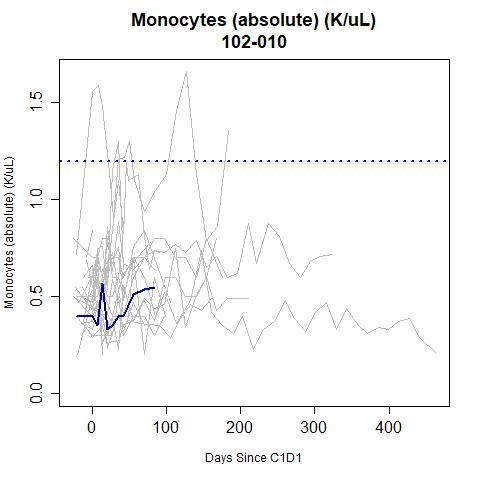 Monocytes (absolute) (K/uL)
102-010
Monocytes (absolute) (K/uL)
1.5
1.0
0.5
0.0
0 100 200 300 400
Days Since C1D1